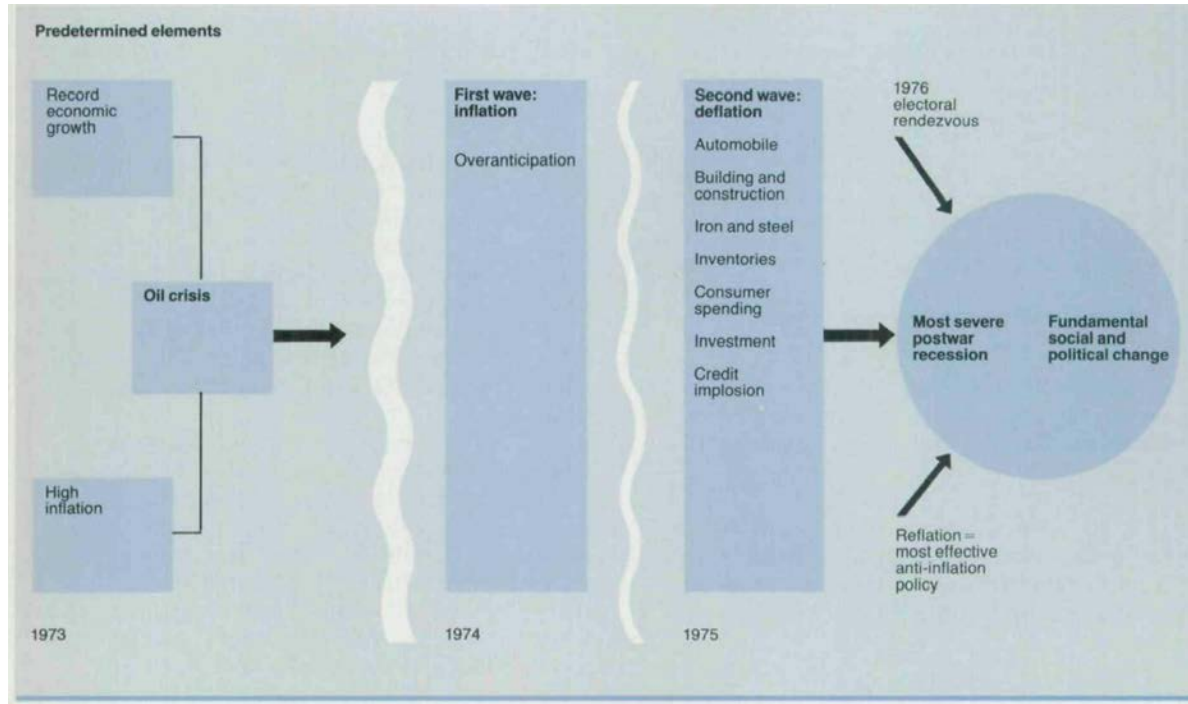 Predetermined elements
Record
economic
growth
Oil crisis
High
inflation
1973
First wave:
inflation
Overanticipation
1974
Second wave:
deflation
Automobile
Building and
construction
Iron and steel
Inventories
Consumer
spending
Investment
Credit
implosion
1975
1976
electoral
rendezvous
Most severe
postwar
recession
Fundamental
social and
political change
Reflation =
most effective
anti-inflation
policy